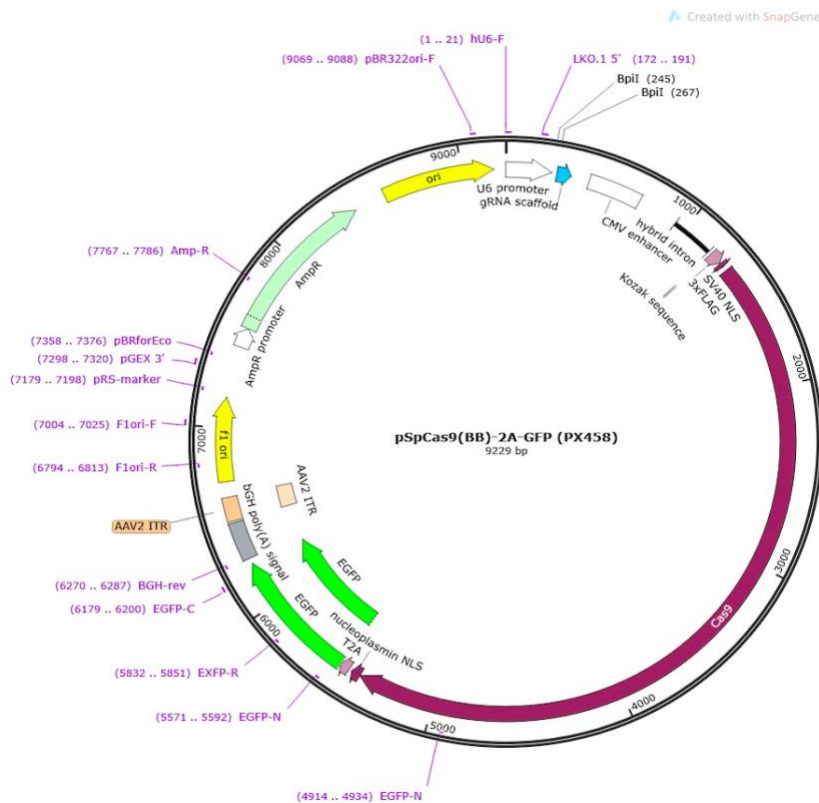 Created with SnapGene
(1 .. 21) hU6-F
(9069 .. 9088) pBR322ori-F
LKO.1 5' (172 .. 191)
BpiI (245)
BpiI (267)
9000
ori
U6 promoter
gRNA scaffold
CMV enhancer
hybrid intron
1000
SV40 NLS
3xFLAG
Kozak sequence
(7767 .. 7786) Amp-R
8000
AmpR
AmpR promoter
2000
(7358 .. 7376) pBRforEco
(7298 .. 7320) pGEX 3'
(7179 .. 7198) pRS-marker
(7004 .. 7025) F1ori-F
7000
f1 ori
(6794 .. 6813) F1ori-R
pSpCas9(BB)-2A-GFP (PX458)
9229 bp
AAV2 ITR
AAV2 ITR
bGH poly(A) signal
3000
(6270 .. 6287) BGH-rev
(6179 .. 6200) EGFP-C
EGFP
EGFP
6000
nucleoplasmin NLS
T2A
Cas9
(5832 .. 5851) EXFP-R
(5571 .. 5592) EGFP-N
4000
5000
(4914 .. 4934) EGFP-N